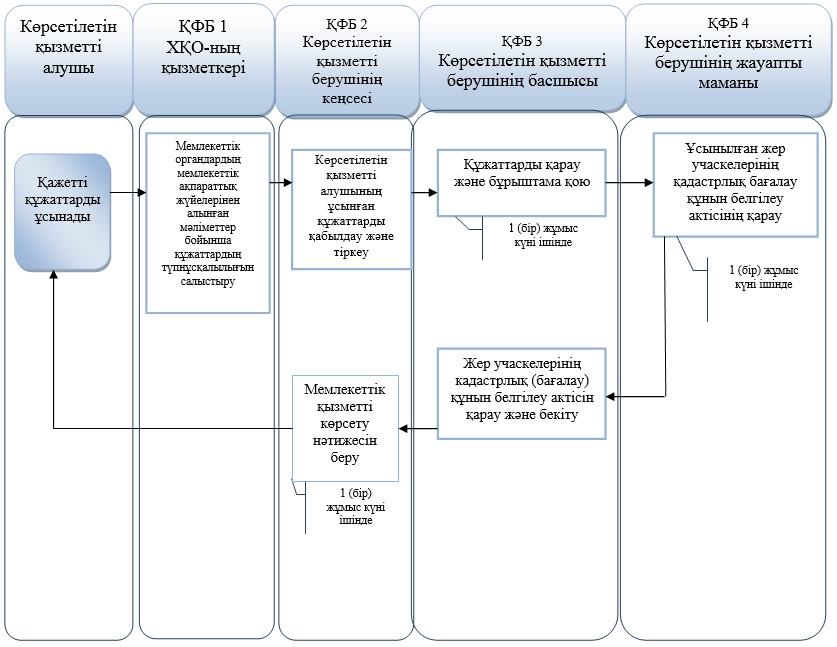 Көрсетілетін
қызметті
алушы
ҚФБ 1
ХҚО-ның
қызметкері
ҚФБ 2
Көрсетілетін
қызметті
берушінің
кеңсесі
ҚФБ 3
Көрсетілетін қызметті
берушінің басшысы
ҚФБ 4
Көрсетілетін қызметті
берушінің жауапты
маманы
Қажетті
құжаттарды
ұсынады
Мемлекеттік
органдардың
мемлекеттік
ақпараттық
жүйелерінен
алынған
мәліметтер
бойынша
құжаттардың
түпнұсқалылығын
салыстыру
Көрсетілетін
қызметті
алушының
ұсынған
құжаттарды
қабылдау және
тіркеу
Құжаттарды қарау
және бұрыштама қою
1 (бір) жұмыс
күні ішінде
Ұсынылған жер
учаскелерінің
қадастрлық бағалау
құнын белгілеу
актісінің қарау
1 (бір) жұмыс
күні ішінде
Жер учаскелерінің
кадастрлық (бағалау)
құнын белгілеу актісін
қарау және бекіту
Мемлекеттік
қызметті
көрсету
нәтижесін
беру
1 (бір)
жұмыс күні
ішінде